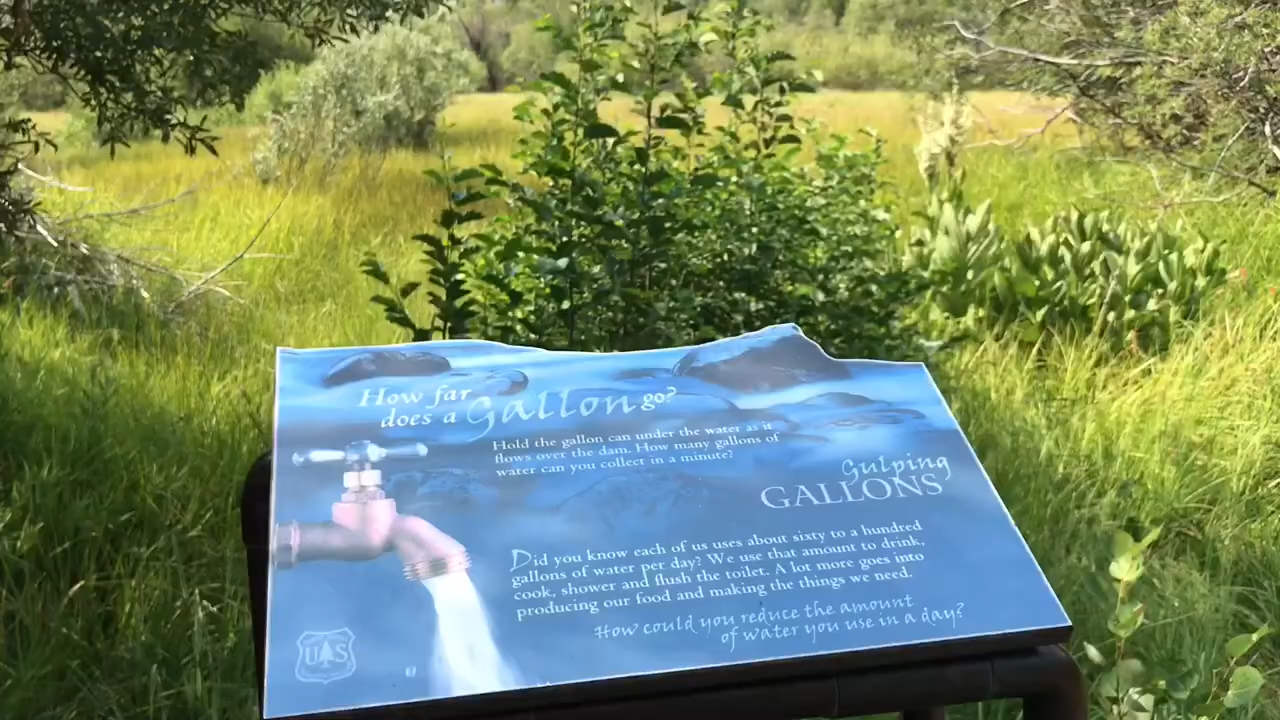 How far
does a Gallon go?
Hold the gallon can under the water as it
flows over the dam. How many gallons of
water can you collect in a minute?
Gulping
GALLONS
Did you know each of us uses about sixty to a hundred
gallons of water per day? We use that amount to drink,
cook, shower and flush the toilet. A lot more goes into
producing our food and making the things we need.
How could you reduce the amount
of water you use in a day?
U S